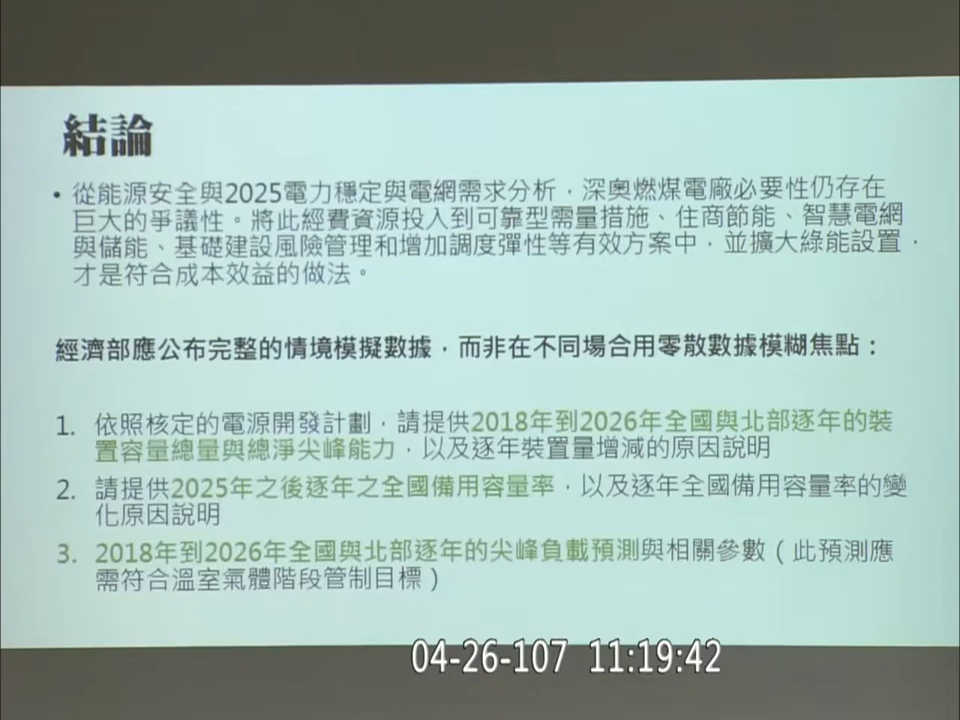 結論
• 從能源安全與2025電力穩定與電網需求分析，深奧燃煤電廠必要性仍存在
巨大的爭議性。將此經費資源投入到可靠型需量措施、住商節能、智慧電網
與儲能、基礎建設風險管理和增加調度彈性等有效方案中，並擴大綠能設置，
才是符合成本效益的做法。
經濟部應公布完整的情境模擬數據，而非在不同場合用零散數據模糊焦點：
1. 依照核定的電源開發計劃，請提供2018年到2026年全國與北部逐年的裝
置容量總量與總淨尖峰能力，以及逐年裝置量增減的原因說明
2. 請提供2025年之後逐年之全國備用容量率，以及逐年全國備用容量率的變
化原因說明
3. 2018年到2026年全國與北部逐年的尖峰負載預測與相關參數（此預測應
需符合溫室氣體階段管制目標）
04-26-107 11:19:42